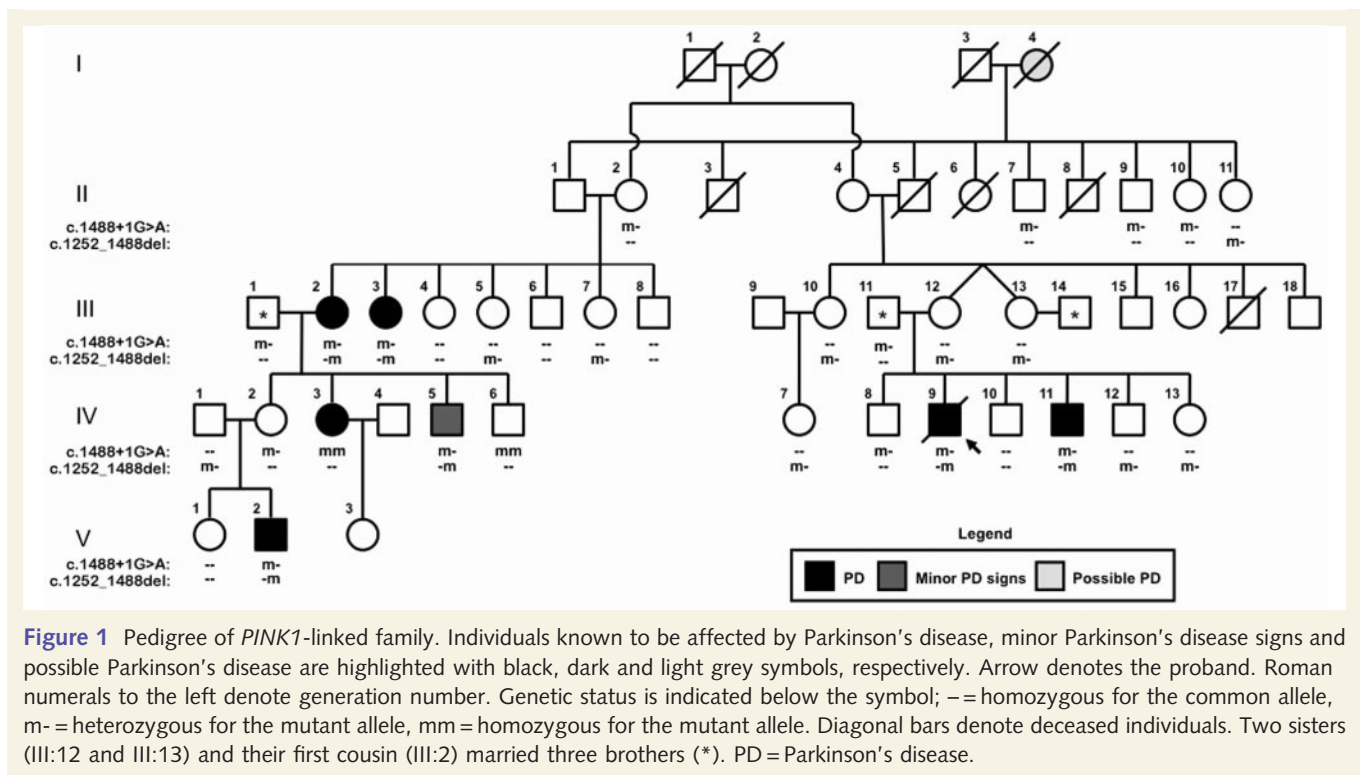 1 2 3 4
I
1 2 3 4 5 6 7 8 9 10 11
II
c.1488+1G>A: m- m- m- m- --
c.1252_1488del: -- -- -- -- m-
1 2 3 4 5 6 7 8 9 10 11 12 13 14 15 16 17 18
III * * *
c.1488+1G>A: m- m- m- -- -- -- -- -- -- m- -- --
c.1252_1488del: -- -m -m -- m- -- m- -- m- -- m- m-
1 2 3 4 5 6 7 8 9 10 11 12 13
IV
c.1488+1G>A: -- m- mm m- mm -- m- m- -- m- -- --
c.1252_1488del: m- -- -- -m -- m- -- -m -- -m m- m-
1 2 3
V
c.1488+1G>A: -- m-
c.1252_1488del: -- -m
Legend
PD Minor PD signs Possible PD
Figure 1 Pedigree of PINK1-linked family. Individuals known to be affected by Parkinson's disease, minor Parkinson's disease signs and
possible Parkinson's disease are highlighted with black, dark and light grey symbols, respectively. Arrow denotes the proband. Roman
numerals to the left denote generation number. Genetic status is indicated below the symbol; – = homozygous for the common allele,
m- = heterozygous for the mutant allele, mm = homozygous for the mutant allele. Diagonal bars denote deceased individuals. Two sisters
(III:12 and III:13) and their first cousin (III:2) married three brothers (*). PD = Parkinson's disease.